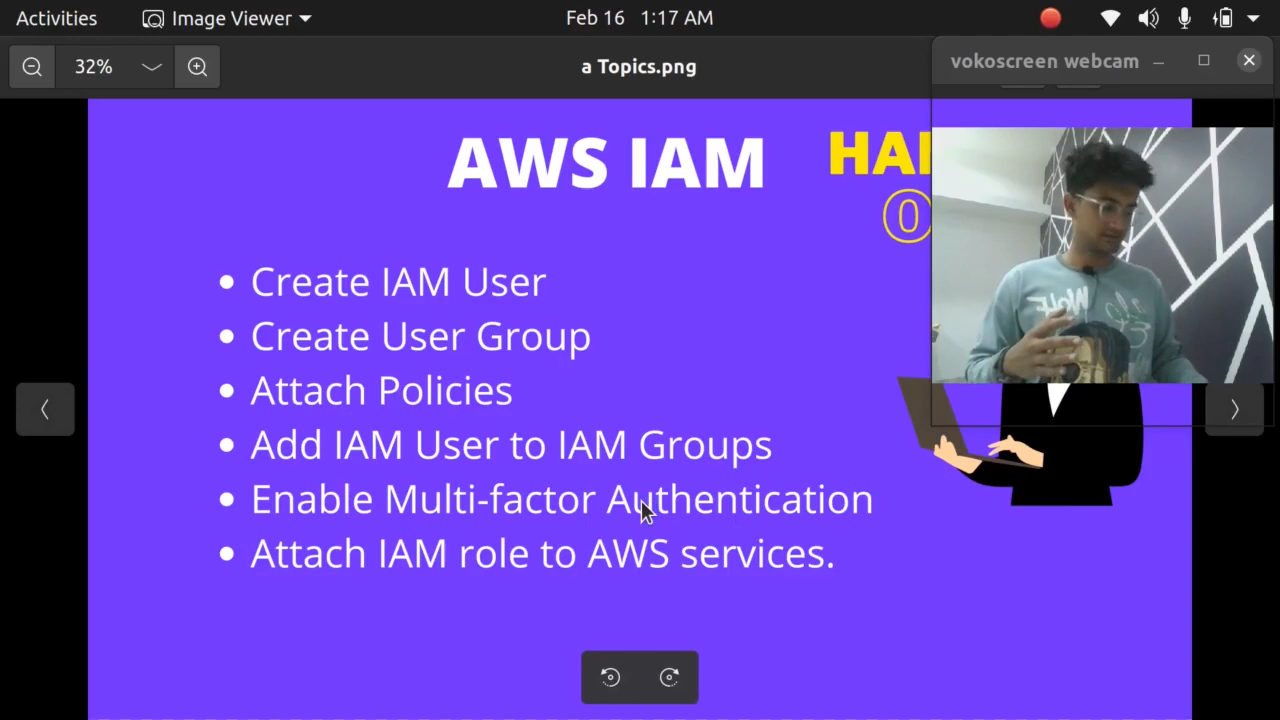 Activities Image Viewer Feb 16 1:17 AM
32% a Topics.png
vokoscreen webcam
AWS IAM
Create IAM User
Create User Group
Attach Policies
Add IAM User to IAM Groups
Enable Multi-factor Authentication
Attach IAM role to AWS services.